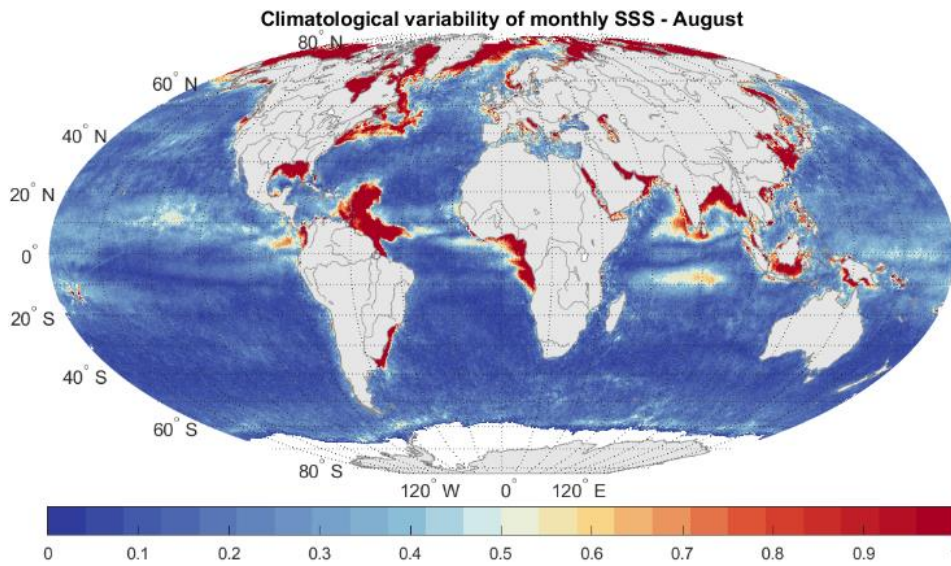 Climatological variability of monthly SSS - August
80° N
60° N
40° N
20° N
0°
20° S
40° S
60° S
80° S
120° W 0° 120° E
0 0.1 0.2 0.3 0.4 0.5 0.6 0.7 0.8 0.9